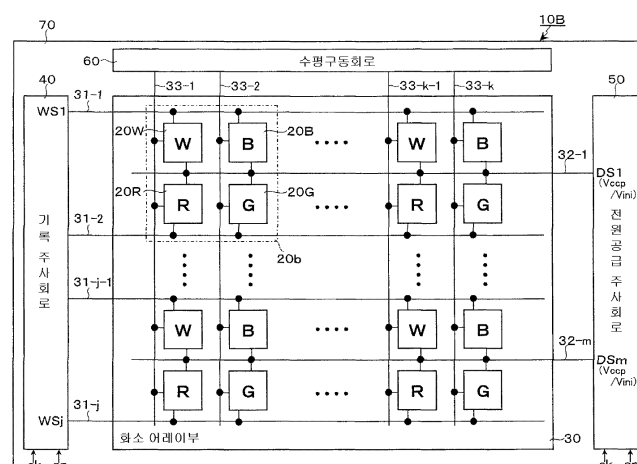 70
10B
60
수평구동회로
40
50
33-1
33-2
33-k-1
33-k
31-1
WS1
20W
W
B
20B
W
B
32-1
DS1
(Vccp
/Vini)
20R
R
G
20G
R
G
31-2
20b
기록 주사회로
전원공급 주사회로
31-j-1
W
B
W
B
32-m
DSm
(Vccp
/Vini)
R
G
R
G
31-j
WSj
화소 어레이부
30